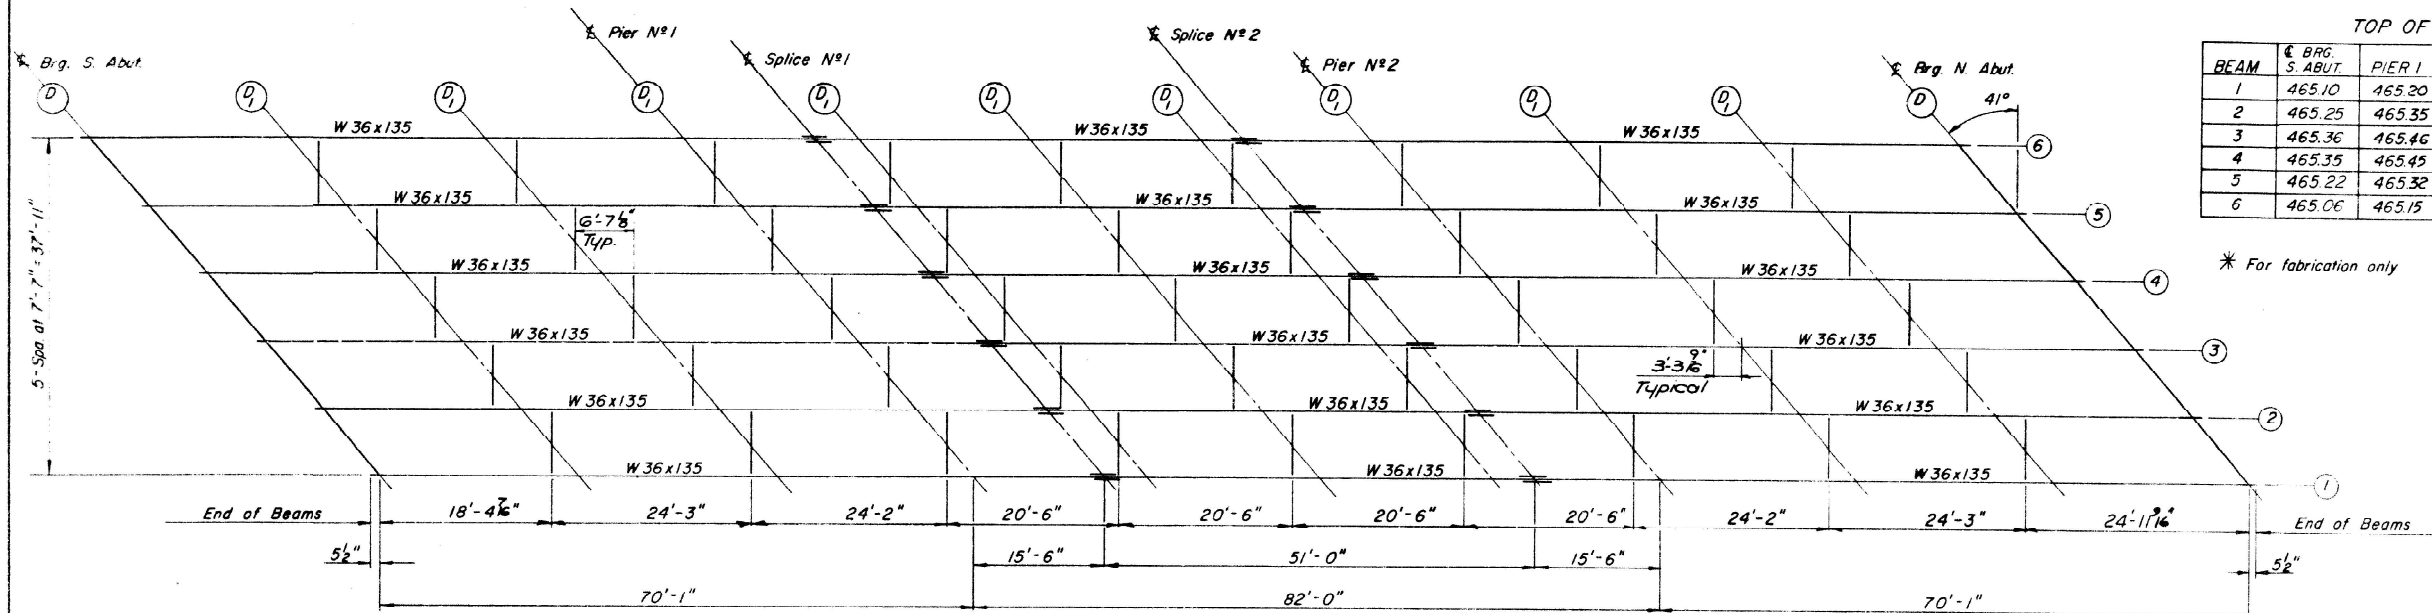 TOP OF
BEAM
℄ BRG. S. ABUT.
PIER 1
1 465.10 465.20
2 465.25 465.35
3 465.36 465.46
4 465.35 465.45
5 465.22 465.32
6 465.06 465.15
* For fabrication only
℄ Brg. S. Abut.
℄ Pier Nº1
℄ Splice Nº1
℄ Splice Nº2
℄ Pier Nº2
℄ Brg. N. Abut.
D D1 D1 D1 D1 D1 D1 D1 D1 D1 D
41°
W 36x135 W 36x135 W 36x135
6
W 36x135 W 36x135 W 36x135
5
6'-7⅛"
Typ.
W 36x135 W 36x135 W 36x135
4
5-Spa. at 7'-7" = 37'-11"
W 36x135 W 36x135 W 36x135
3
3'-3 9/16"
Typical
W 36x135 W 36x135 W 36x135
2
W 36x135 W 36x135 W 36x135
1
End of Beams 18'-4 7/16" 24'-3" 24'-2" 20'-6" 20'-6" 20'-6" 20'-6" 24'-2" 24'-3" 24'-11 9/16" End of Beams
5½" 15'-6" 51'-0" 15'-6" 5½"
70'-1" 82'-0" 70'-1"